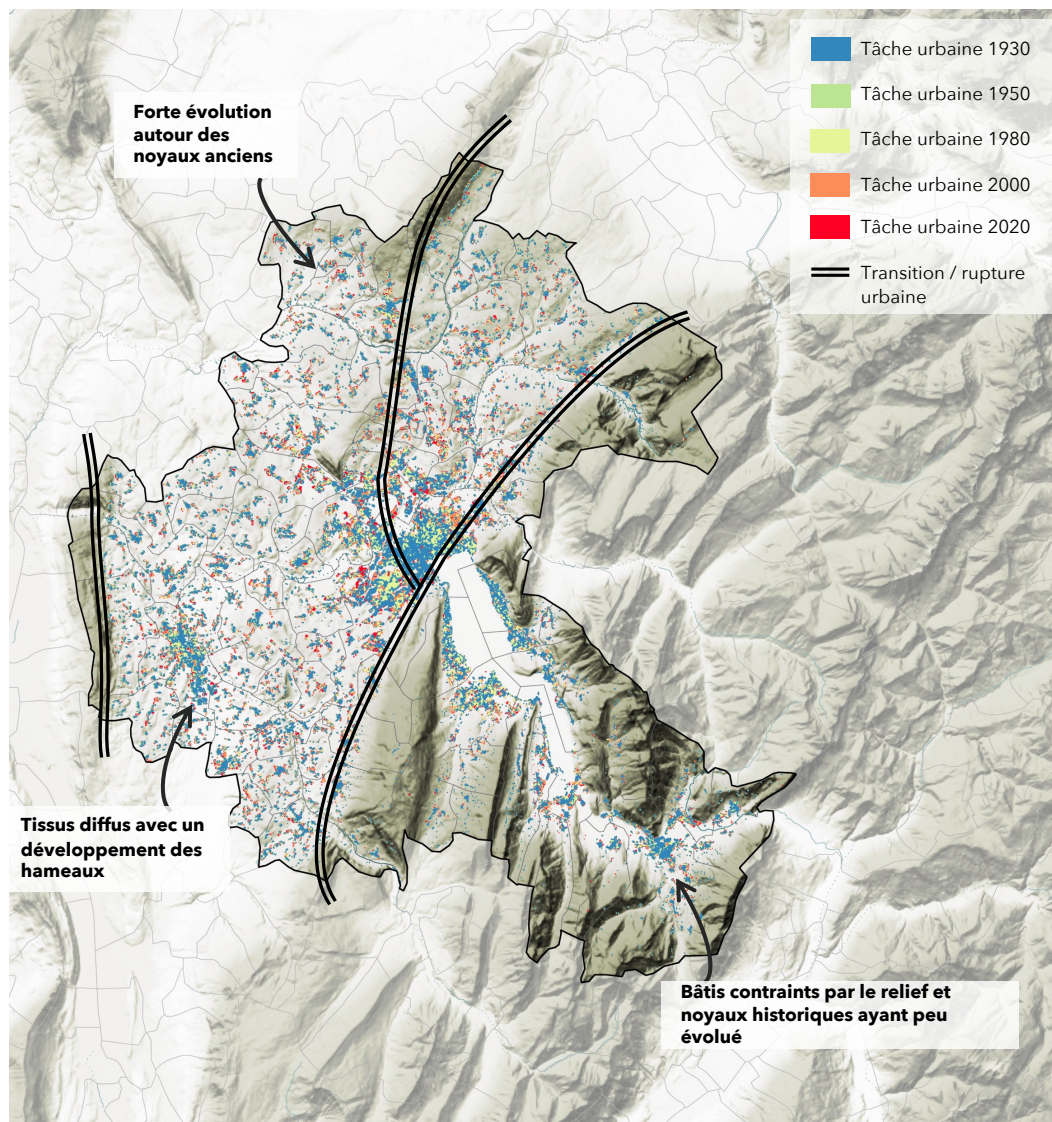 Forte évolution
autour des
noyaux anciens
Tâche urbaine 1930
Tâche urbaine 1950
Tâche urbaine 1980
Tâche urbaine 2000
Tâche urbaine 2020
Transition / rupture
urbaine
Tissus diffus avec un
développement des
hameaux
Bâtis contraints par le relief et
noyaux historiques ayant peu
évolué